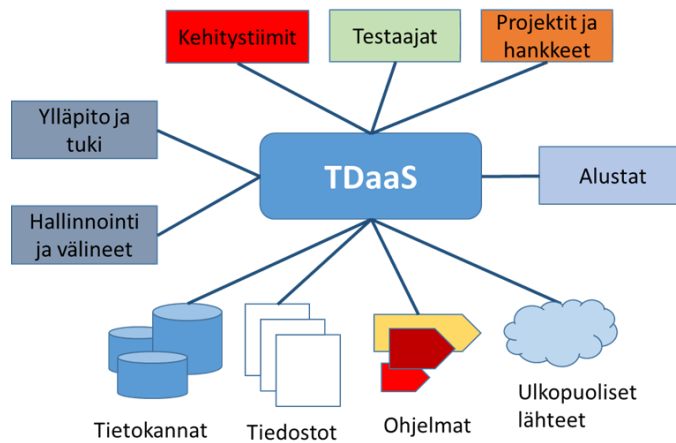 Kehitystiimit
Testaajat
Projektit ja
hankkeet
Ylläpito ja
tuki
TDaaS
Alustat
Hallinnointi
ja välineet
Tietokannat
Tiedostot
Ohjelmat
Ulkopuoliset
lähteet